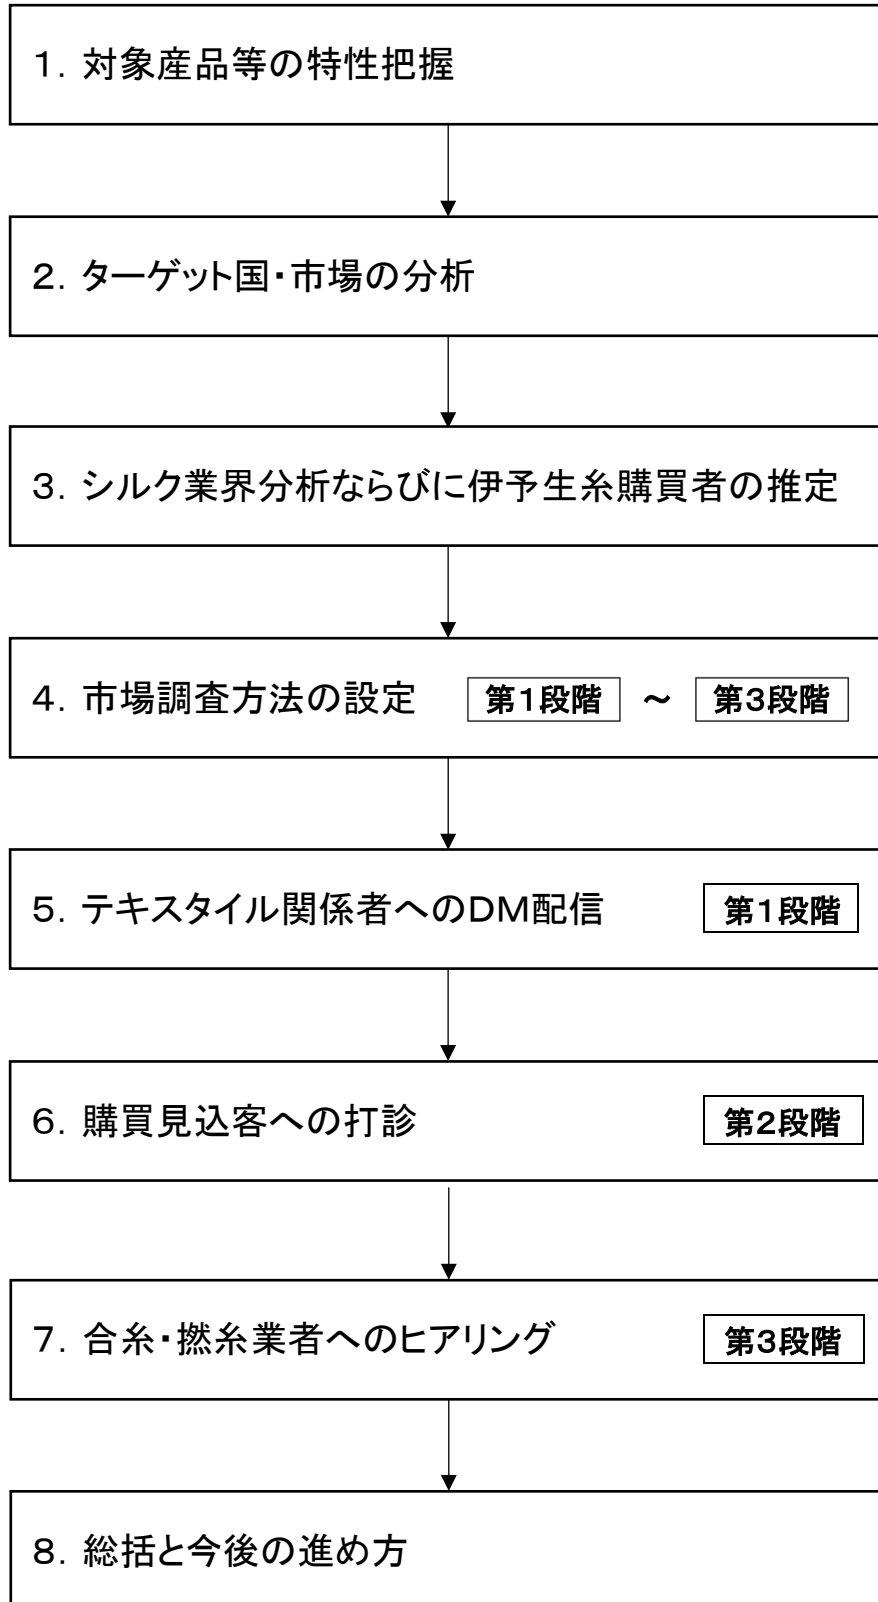 1. 対象産品等の特性把握
2. ターゲット国・市場の分析
3. シルク業界分析ならびに伊予生糸購買者の推定
4. 市場調査方法の設定 第1段階 ～ 第3段階
5. テキスタイル関係者へのDM配信 第1段階
6. 購買見込客への打診 第2段階
7. 合糸・撚糸業者へのヒアリング 第3段階
8. 総括と今後の進め方